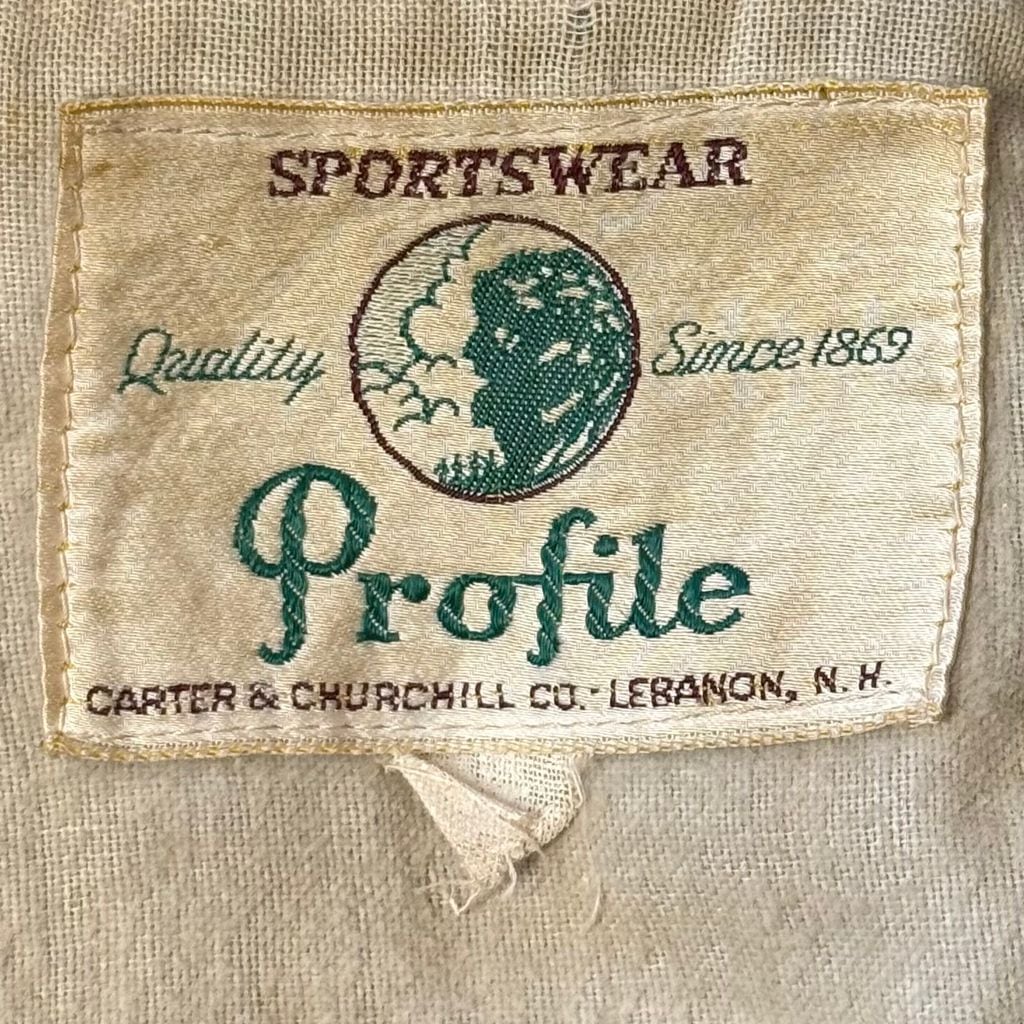 SPORTSWEAR
Quality Since 1869
Profile
CARTER & CHURCHILL CO. · LEBANON, N. H.